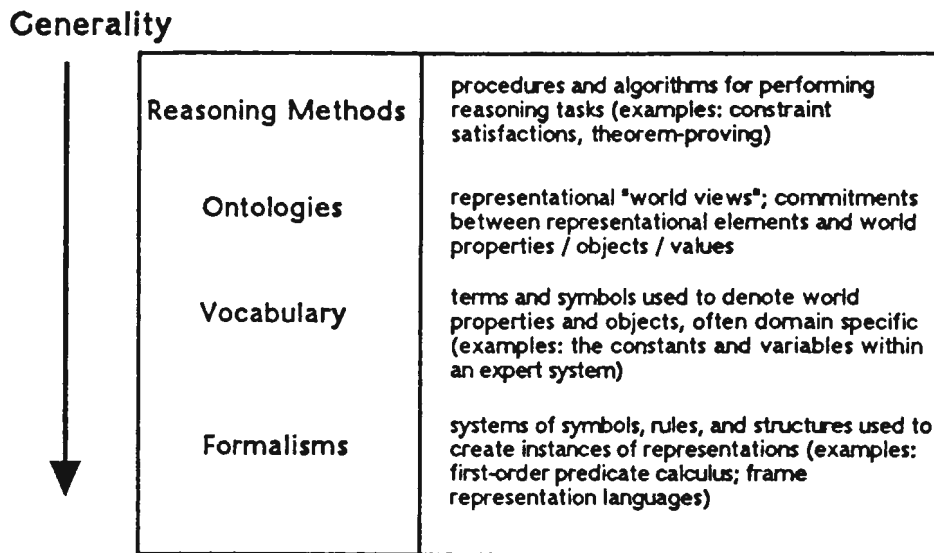 Generality
Reasoning Methods
procedures and algorithms for performing
reasoning tasks (examples: constraint
satisfactions, theorem-proving)
Ontologies
representational "world views"; commitments
between representational elements and world
properties / objects / values
Vocabulary
terms and symbols used to denote world
properties and objects, often domain specific
(examples: the constants and variables within
an expert system)
Formalisms
systems of symbols, rules, and structures used to
create instances of representations (examples:
first-order predicate calculus; frame
representation languages)